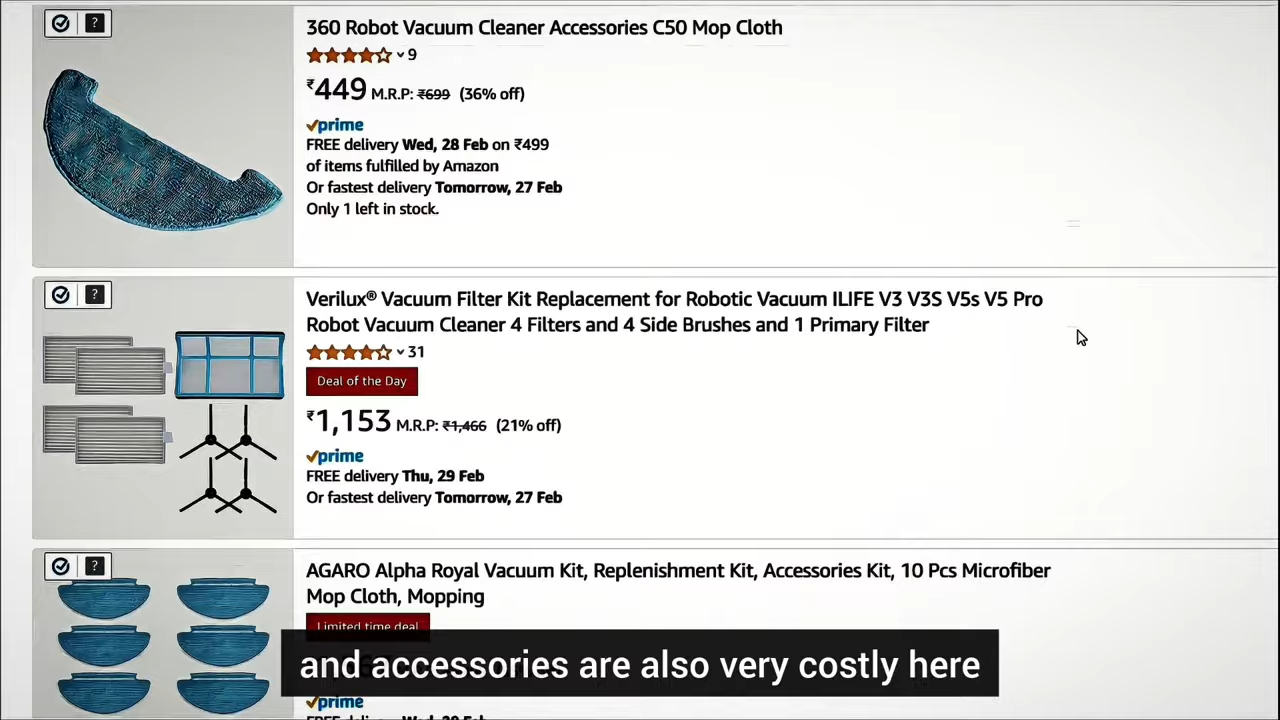 ?
360 Robot Vacuum Cleaner Accessories C50 Mop Cloth
9
₹449 M.R.P: ₹699 (36% off)
prime
FREE delivery Wed, 28 Feb on ₹499
of items fulfilled by Amazon
Or fastest delivery Tomorrow, 27 Feb
Only 1 left in stock.
?
Verilux® Vacuum Filter Kit Replacement for Robotic Vacuum ILIFE V3 V3S V5s V5 Pro
Robot Vacuum Cleaner 4 Filters and 4 Side Brushes and 1 Primary Filter
31
Deal of the Day
₹1,153 M.R.P: ₹1,466 (21% off)
prime
FREE delivery Thu, 29 Feb
Or fastest delivery Tomorrow, 27 Feb
?
AGARO Alpha Royal Vacuum Kit, Replenishment Kit, Accessories Kit, 10 Pcs Microfiber
Mop Cloth, Mopping
Limited time deal
and accessories are also very costly here
prime
FREE delivery Wed,